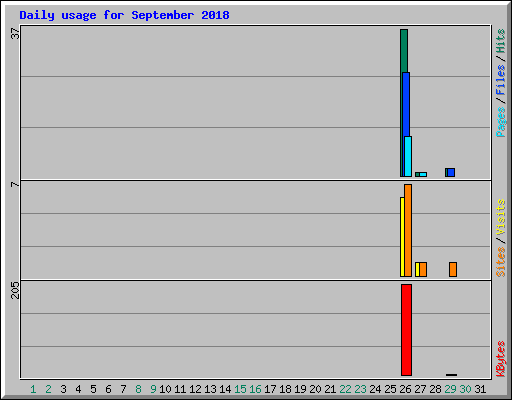 Daily usage for September 2018
37
7
205
Pages / Files / Hits
Sites / Visits
KBytes
1 2 3 4 5 6 7 8 9 10 11 12 13 14 15 16 17 18 19 20 21 22 23 24 25 26 27 28 29 30 31